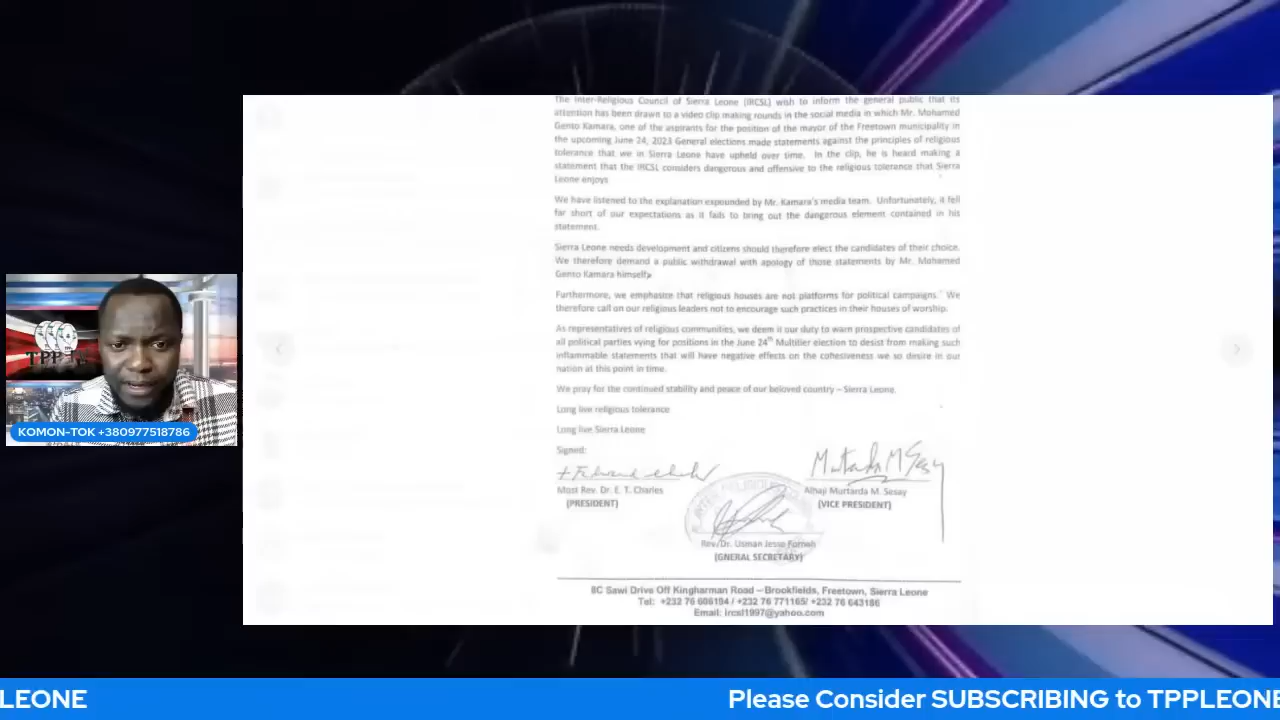 The Inter-Religious Council of Sierra Leone (IRCSL) wish to inform the general public that its
attention has been drawn to a video clip making rounds in the social media in which Mr. Mohamed
Gento Kamara, one of the aspirants for the position of the mayor of the Freetown municipality in
the upcoming June 24, 2023 General elections made statements against the principles of religious
tolerance that we in Sierra Leone have upheld over time. In the clip, he is heard making a
statement that the IRCSL considers dangerous and offensive to the religious tolerance that Sierra
Leone enjoys
We have listened to the explanation expounded by Mr. Kamara's media team. Unfortunately, it fell
far short of our expectations as it fails to bring out the dangerous element contained in his
statement.
Sierra Leone needs development and citizens should therefore elect the candidates of their choice.
We therefore demand a public withdrawal with apology of those statements by Mr. Mohamed
Gento Kamara himself.
Furthermore, we emphasize that religious houses are not platforms for political campaigns. We
therefore call on our religious leaders not to encourage such practices in their houses of worship.
As representatives of religious communities, we deem it our duty to warn prospective candidates of
all political parties vying for positions in the June 24th Multitier election to desist from making such
inflammable statements that will have negative effects on the cohesiveness we so desire in our
nation at this point in time.
We pray for the continued stability and peace of our beloved country – Sierra Leone.
Long live religious tolerance
Long live Sierra Leone
Signed:
Most Rev. Dr. E. T. Charles
(PRESIDENT)
Murtada M Sesay
Alhaji Murtarda M. Sesay
(VICE PRESIDENT)
Rev. Dr. Usman Jesse Fornah
(GNERAL SECRETARY)
8C Sawi Drive Off Kingharman Road – Brookfields, Freetown, Sierra Leone
Tel: +232 76 606194 / +232 76 771165/ +232 76 643186
Email: ircsl1997@yahoo.com
KOMON-TOK +380977518786
LEONE
Please Consider SUBSCRIBING to TPPLEONE